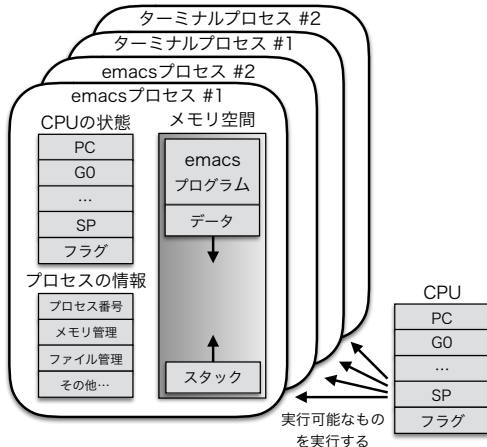 ターミナルプロセス #2
ターミナルプロセス #1
emacsプロセス #2
emacsプロセス #1
CPUの状態
PC
G0
…
SP
フラグ
プロセスの情報
プロセス番号
メモリ管理
ファイル管理
その他…
メモリ空間
emacs
プログラム
データ
スタック
CPU
PC
G0
…
SP
フラグ
実行可能なもの
を実行する